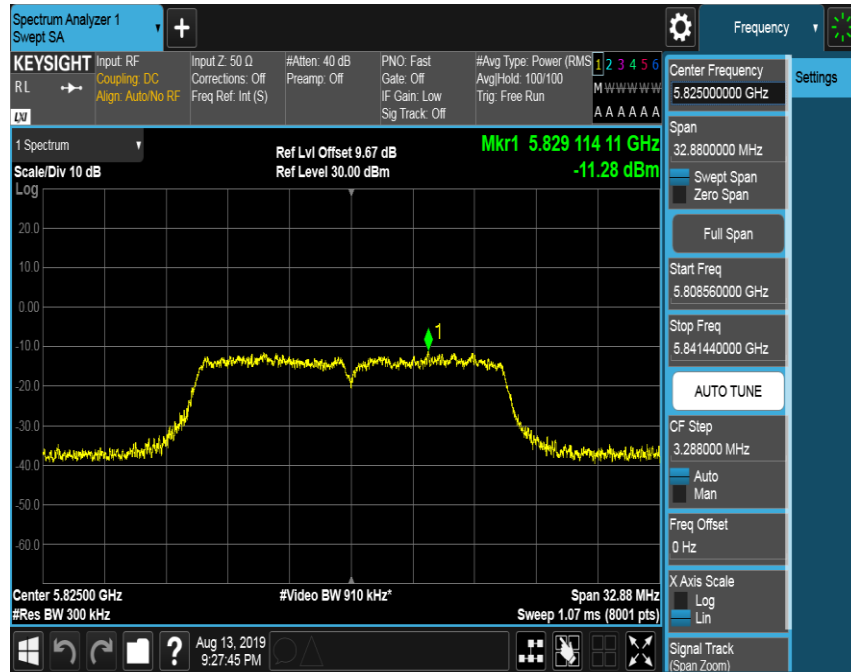 Spectrum Analyzer 1
Swept SA
+
Frequency
KEYSIGHT
RL
LXI
Input: RF
Coupling: DC
Align: Auto/No RF
Input Z: 50 Ω
Corrections: Off
Freq Ref: Int (S)
#Atten: 40 dB
Preamp: Off
PNO: Fast
Gate: Off
IF Gain: Low
Sig Track: Off
#Avg Type: Power (RMS
Avg|Hold: 100/100
Trig: Free Run
1 2 3 4 5 6
M W W W W W
A A A A A A
Center Frequency
5.825000000 GHz
Settings
1 Spectrum
Scale/Div 10 dB
Ref Lvl Offset 9.67 dB
Ref Level 30.00 dBm
Mkr1 5.829 114 11 GHz
-11.28 dBm
Log
20.0
10.0
0.00
-10.0
-20.0
-30.0
-40.0
-50.0
-60.0
1
Span
32.8800000 MHz
Swept Span
Zero Span
Full Span
Start Freq
5.808560000 GHz
Stop Freq
5.841440000 GHz
AUTO TUNE
CF Step
3.288000 MHz
Auto
Man
Freq Offset
0 Hz
X Axis Scale
Log
Lin
Signal Track
(Span Zoom)
Center 5.82500 GHz
#Res BW 300 kHz
#Video BW 910 kHz*
Span 32.88 MHz
Sweep 1.07 ms (8001 pts)
?
Aug 13, 2019
9:27:45 PM